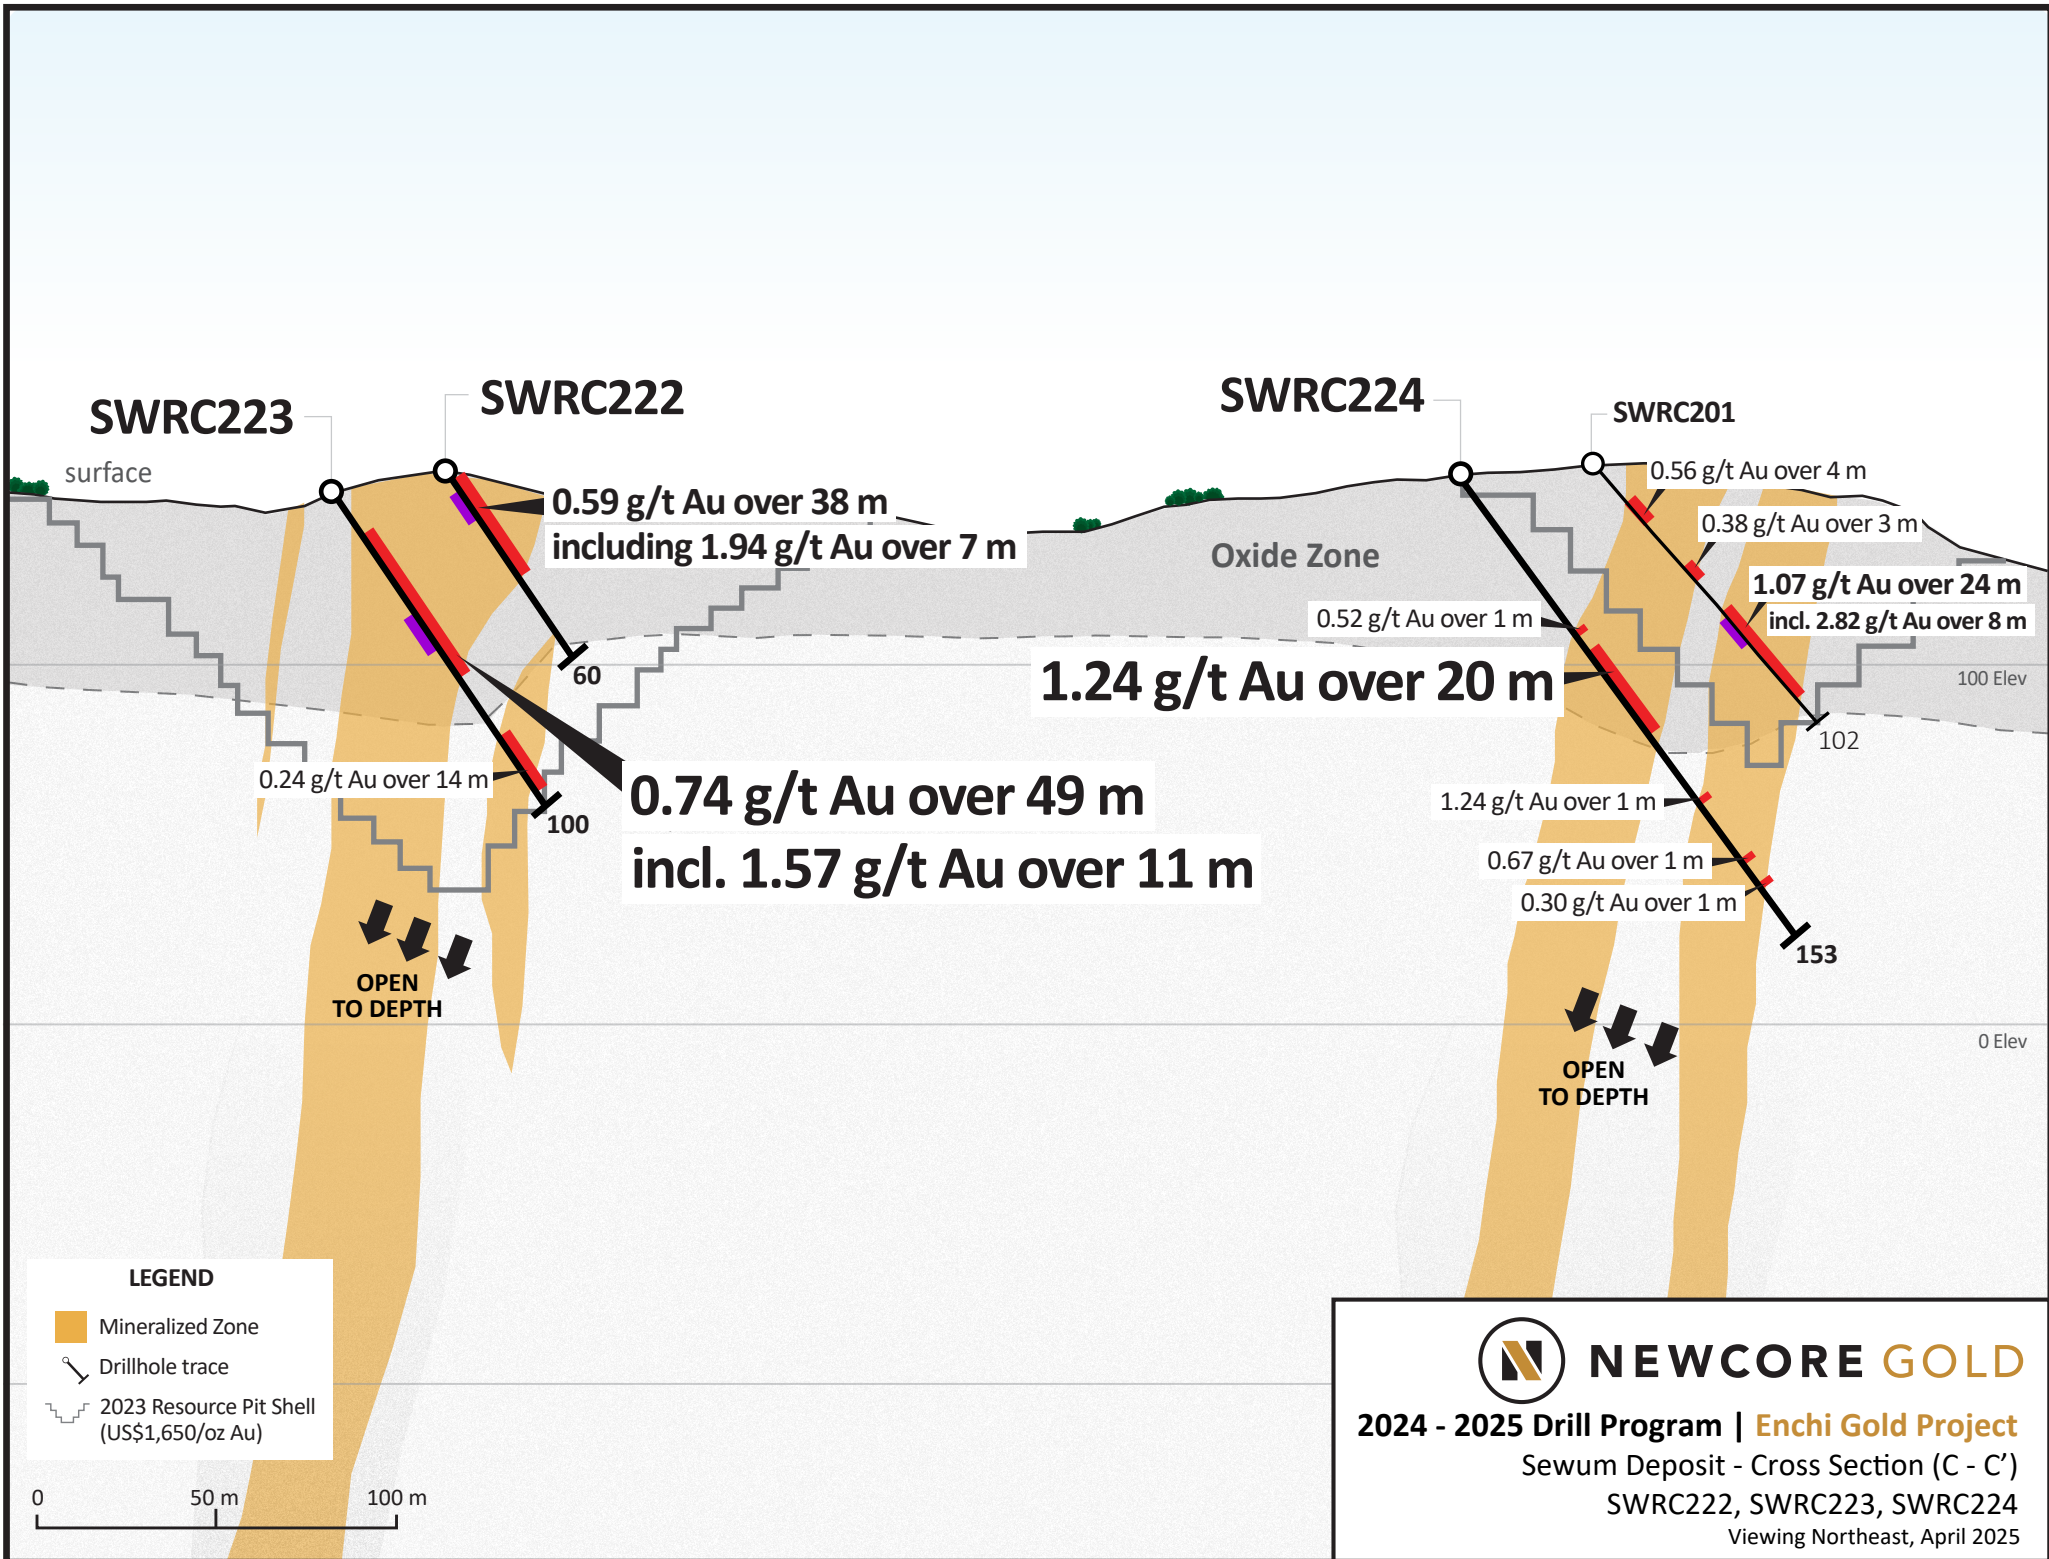 SWRC223
SWRC222
SWRC224
SWRC201
surface
0.59 g/t Au over 38 m
including 1.94 g/t Au over 7 m
0.56 g/t Au over 4 m
0.38 g/t Au over 3 m
Oxide Zone
1.07 g/t Au over 24 m
incl. 2.82 g/t Au over 8 m
0.52 g/t Au over 1 m
60
1.24 g/t Au over 20 m
100 Elev
102
0.24 g/t Au over 14 m
100
0.74 g/t Au over 49 m
incl. 1.57 g/t Au over 11 m
1.24 g/t Au over 1 m
0.67 g/t Au over 1 m
0.30 g/t Au over 1 m
153
OPEN
TO DEPTH
0 Elev
OPEN
TO DEPTH
LEGEND
Mineralized Zone
Drillhole trace
2023 Resource Pit Shell
(US$1,650/oz Au)
0 50 m 100 m
N NEWCORE GOLD
2024 - 2025 Drill Program | Enchi Gold Project
Sewum Deposit - Cross Section (C - C’)
SWRC222, SWRC223, SWRC224
Viewing Northeast, April 2025